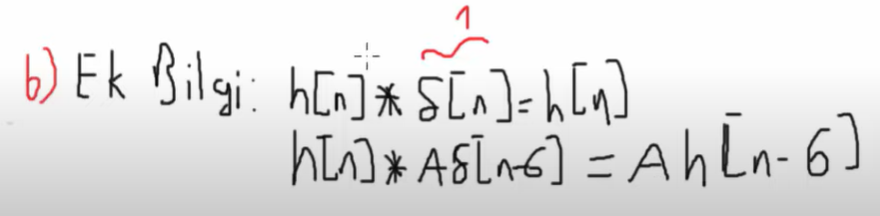 1
b) Ek Bilgi: h[n] * δ[n] = h[n]
h[n] * Aδ[n-6] = Ah[n-6]